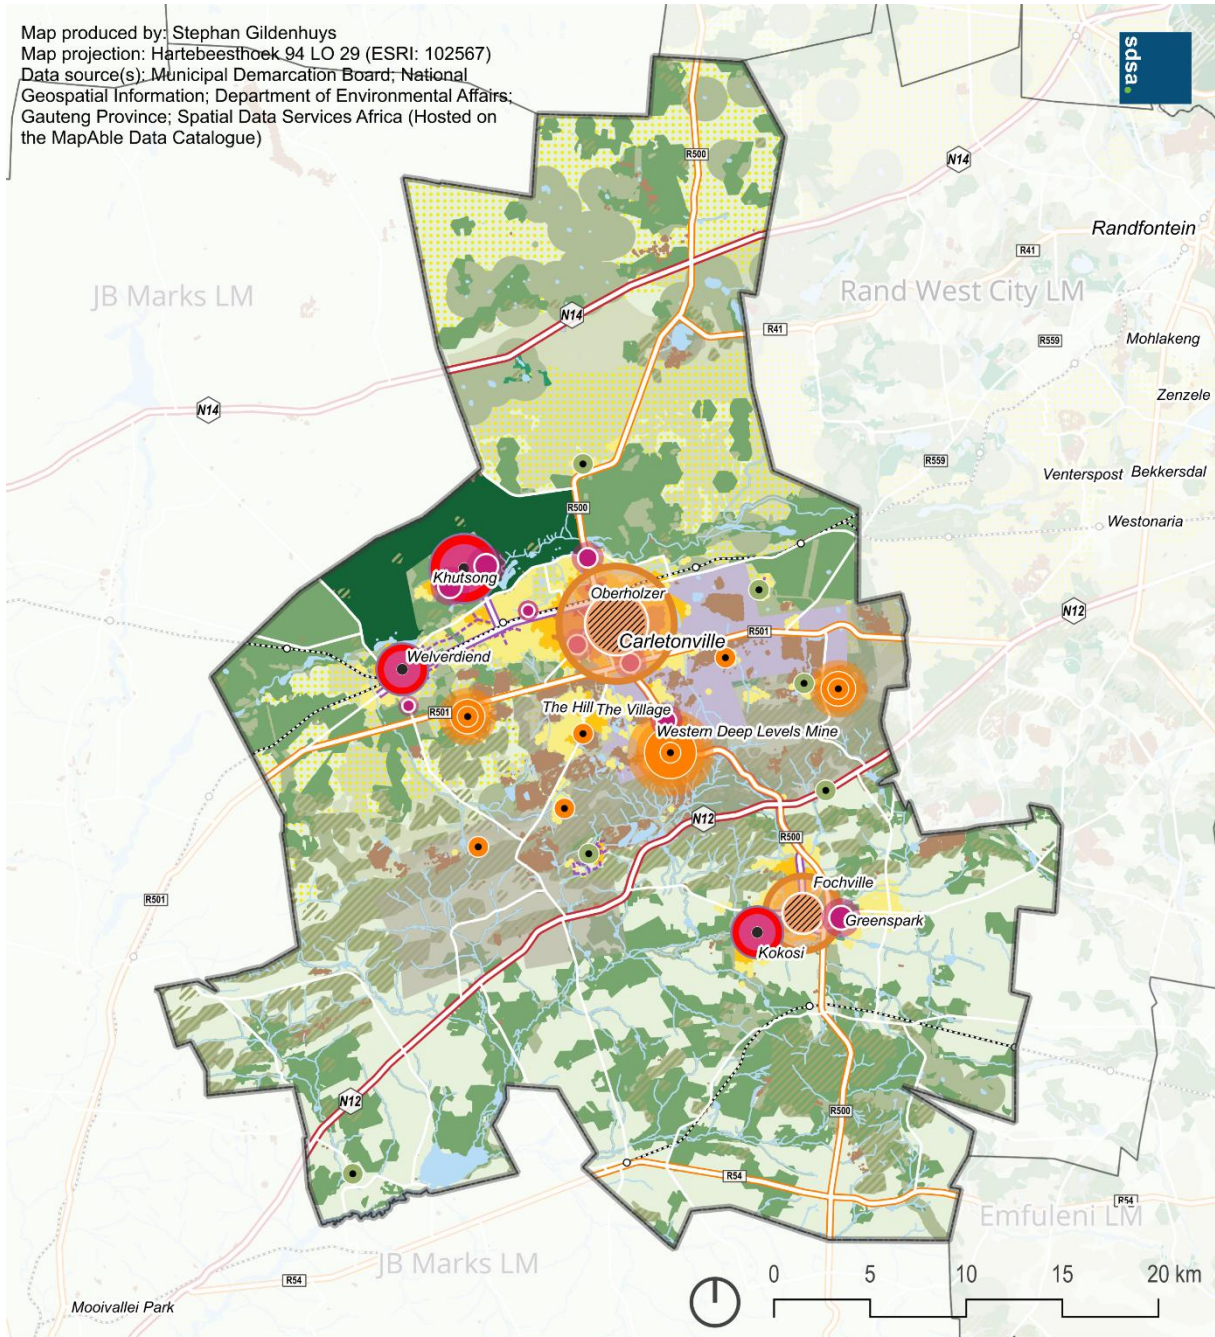 Map produced by: Stephan Gildenhuys
Map projection: Hartebeesthoek 94 LO 29 (ESRI: 102567)
Data source(s): Municipal Demarcation Board; National
Geospatial Information; Department of Environmental Affairs;
Gauteng Province; Spatial Data Services Africa (Hosted on
the MapAble Data Catalogue)
sdsa.
R500
N14
Randfontein
R41
JB Marks LM
Rand West City LM
N14
R41
R559
Mohlakeng
Zenzele
N14
R559
Venterspost
Bekkersdal
R500
Westonaria
Khutsong
Oberholzer
N12
Carletonville
R501
Welverdiend
The Hill
The Village
R501
Western Deep Levels Mine
N12
R500
Fochville
R501
Greenspark
Kokosi
N12
R500
R54
R54
Emfuleni LM
JB Marks LM
R54
Mooivallei Park
0
5
10
15
20 km